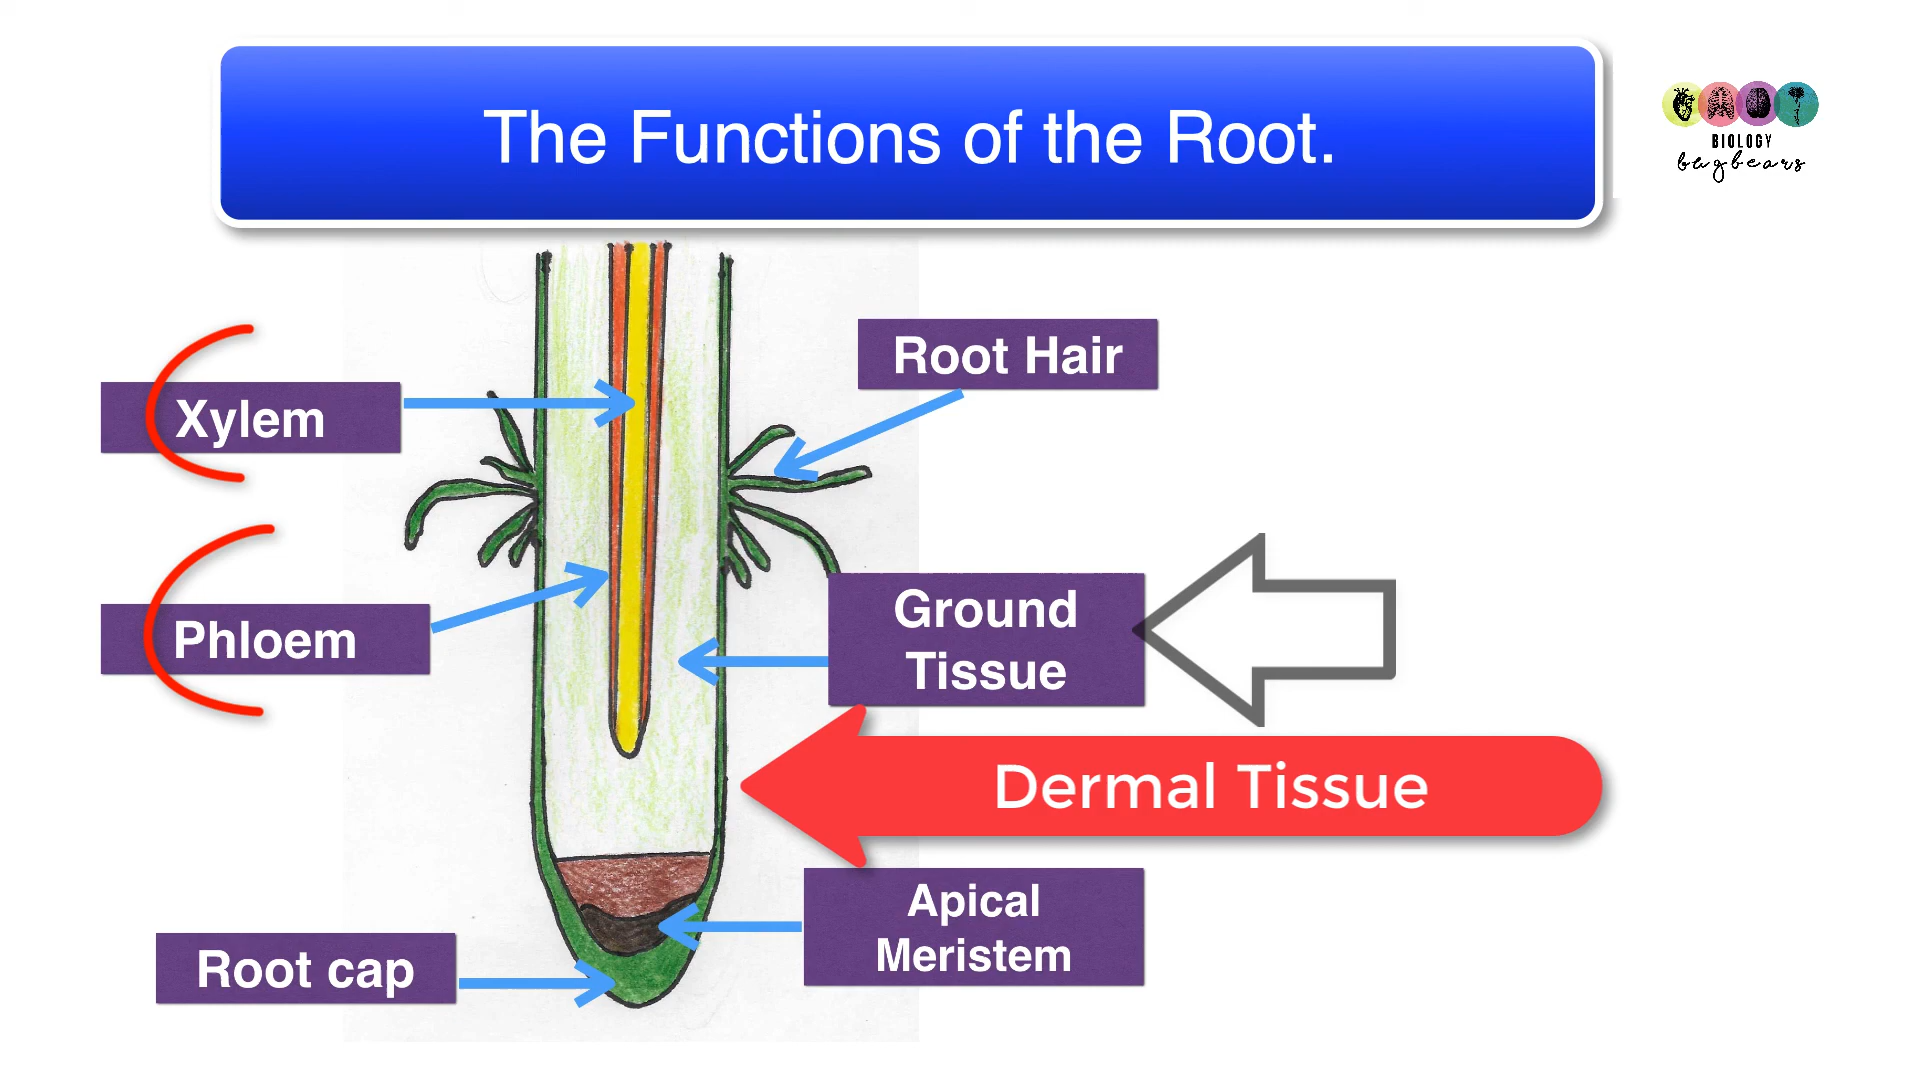 The Functions of the Root.
BIOLOGY
bugbears
Root Hair
Xylem
Ground
Tissue
Phloem
Dermal Tissue
Apical
Meristem
Root cap